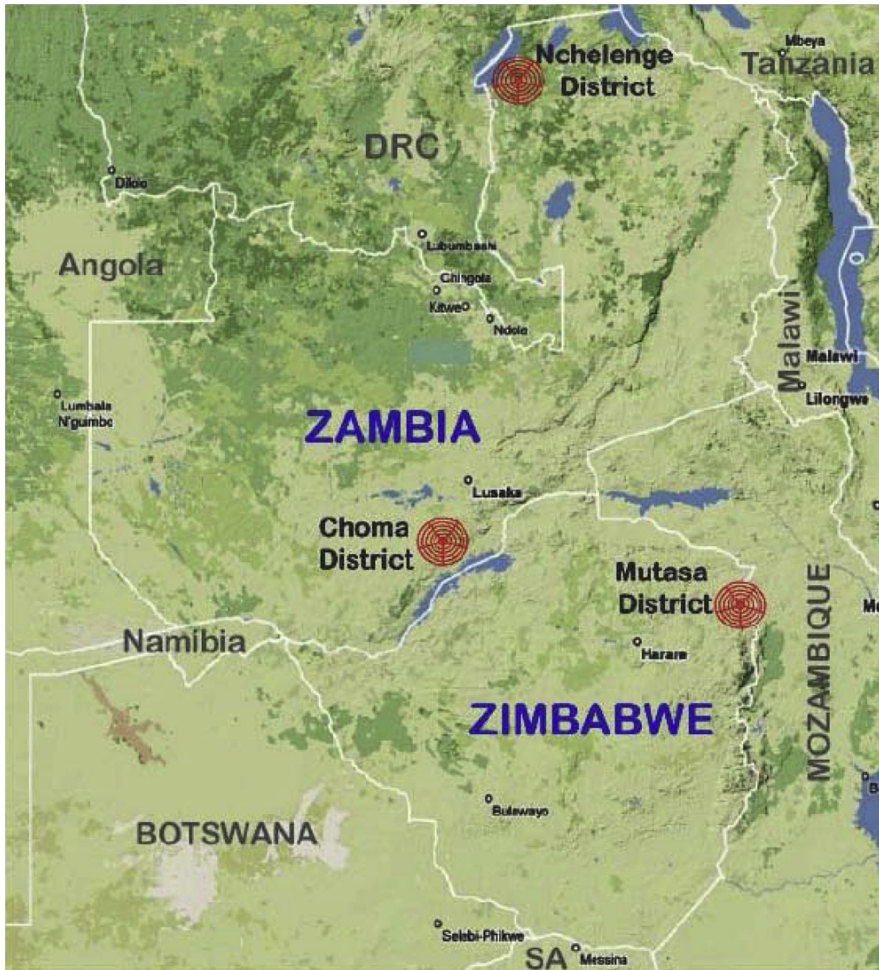 Mbeya
Tanzania
Nchelenge
District
DRC
Dilolo
Lubumbashi
Angola
Chingola
Kitwe
Ndola
Malawi
Malawi
Lilongwe
Lumbala
N'guimbo
ZAMBIA
Lusaka
Choma
District
Mutasa
District
MOZAMBIQUE
Namibia
Harare
ZIMBABWE
Bulawayo
BOTSWANA
Selebi-Phikwe
SA
Messina